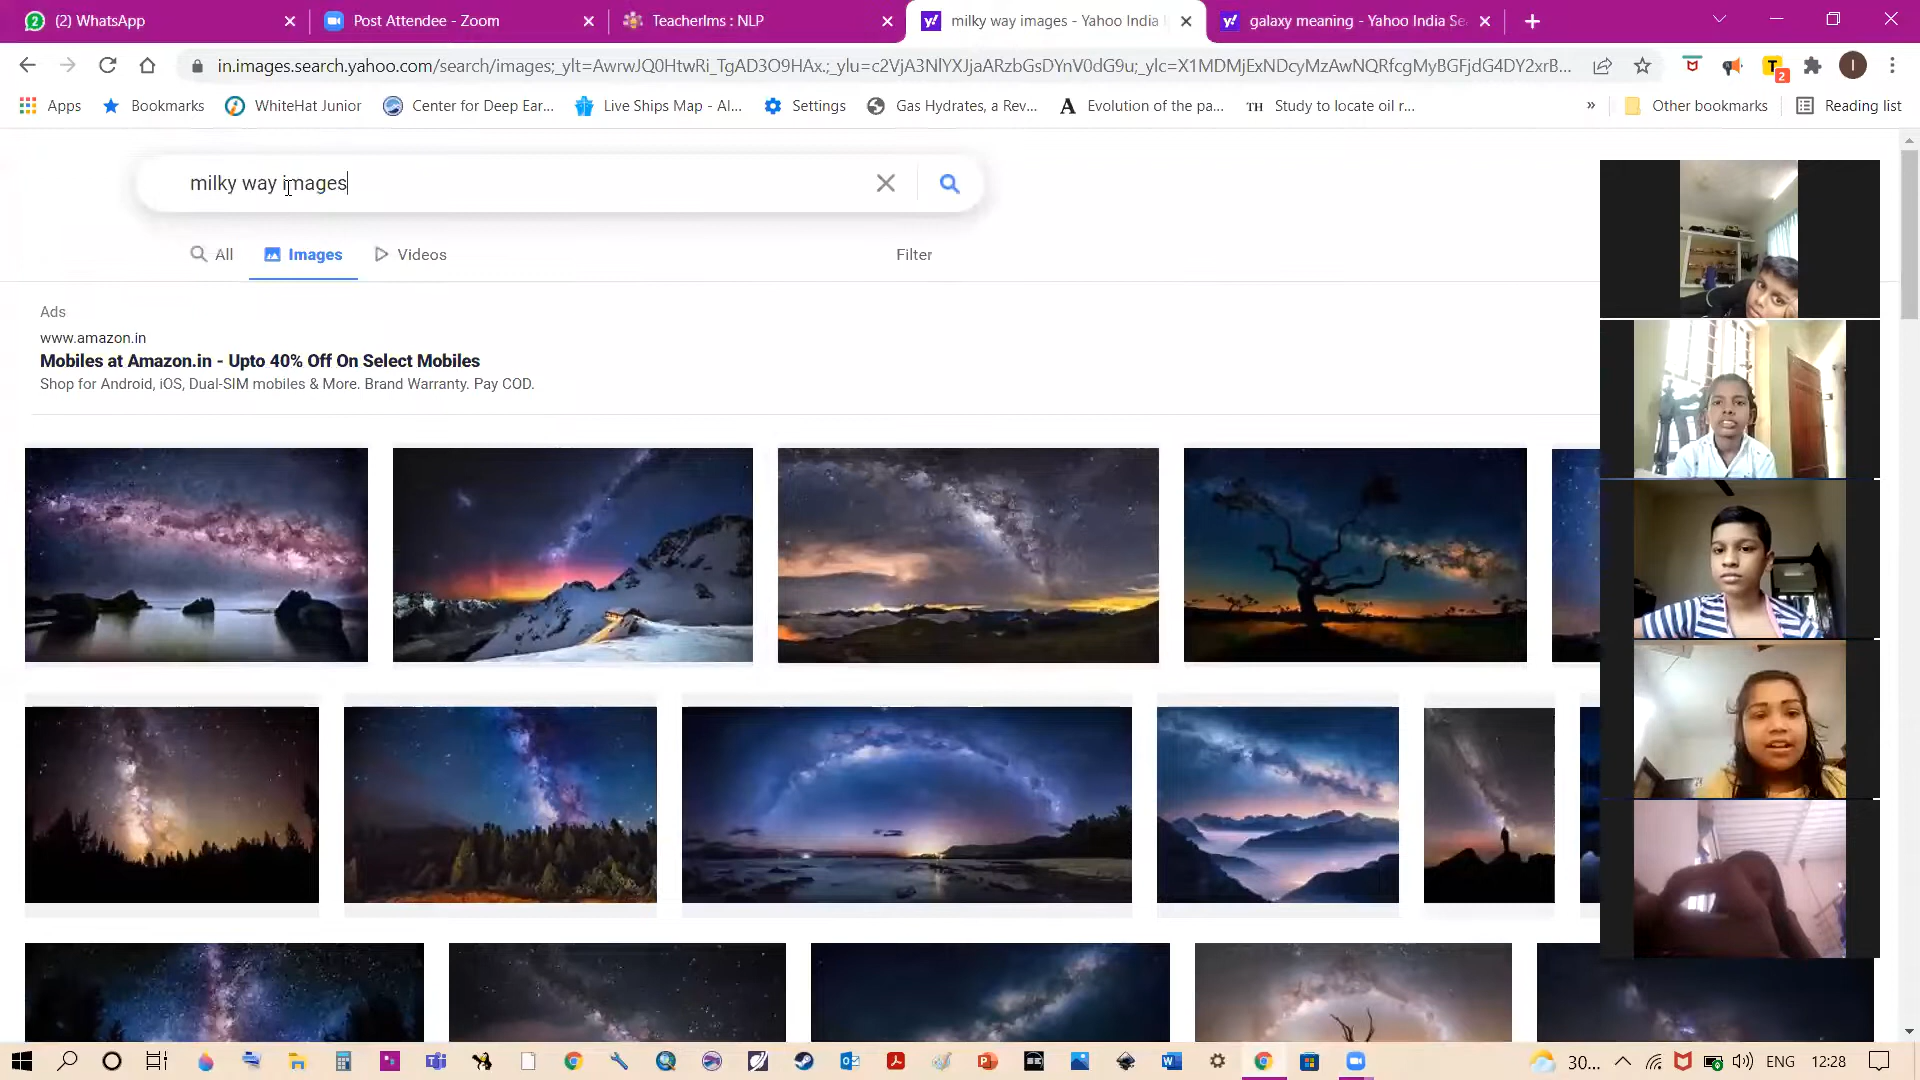 (2) WhatsApp
Post Attendee - Zoom
Teacherlms : NLP
milky way images - Yahoo India I
galaxy meaning - Yahoo India Se
in.images.search.yahoo.com/search/images;_ylt=AwrwJQ0HtwRi_TgAD3O9HAx.;_ylu=c2VjA3NlYXJjaARzbGsDYnV0dG9u;_ylc=X1MDMjExNDcyMzAwNQRfcgMyBGFjdG4DY2xrB...
T
2
I
Apps
Bookmarks
WhiteHat Junior
Center for Deep Ear...
Live Ships Map - Al...
Settings
Gas Hydrates, a Rev...
Evolution of the pa...
TH Study to locate oil r...
»
Other bookmarks
Reading list
milky way images
All
Images
Videos
Filter
Ads
www.amazon.in
Mobiles at Amazon.in - Upto 40% Off On Select Mobiles
Shop for Android, iOS, Dual-SIM mobiles & More. Brand Warranty. Pay COD.
30...
ENG
12:28